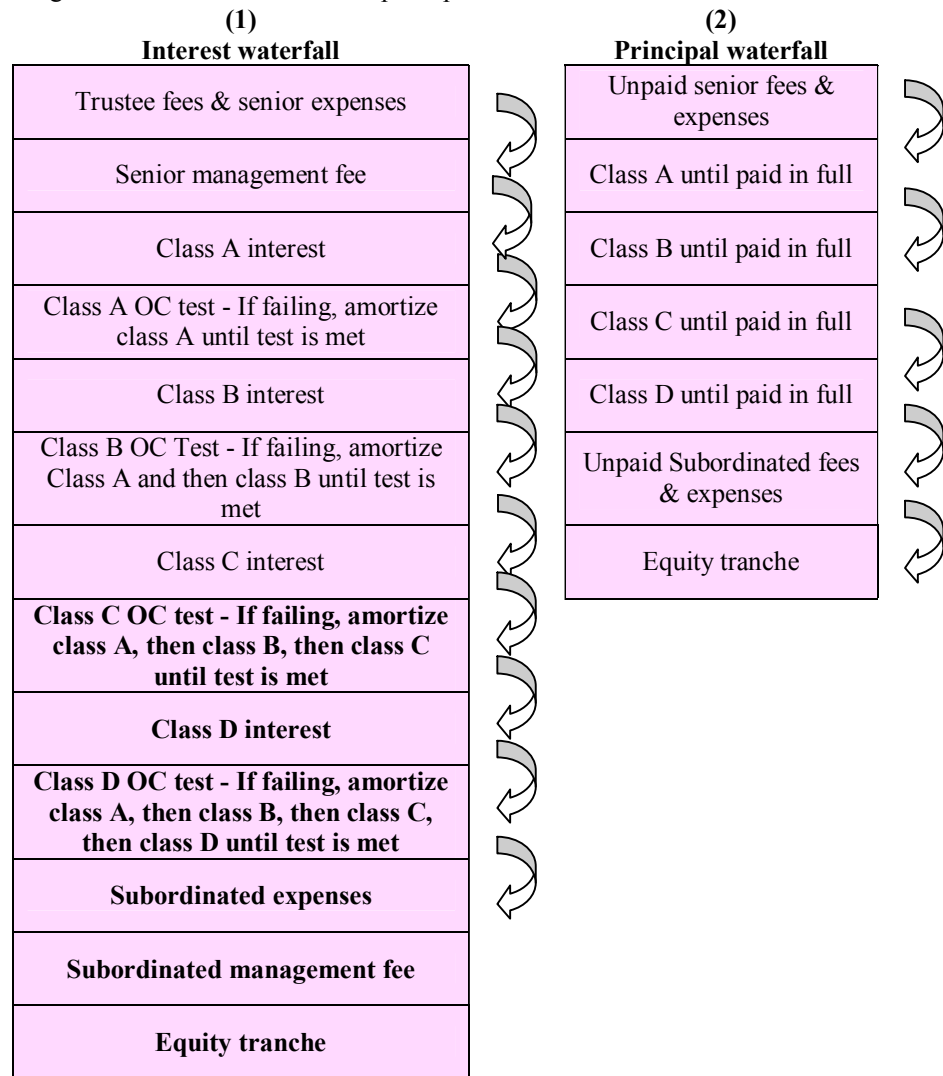 (1)
Interest waterfall
Trustee fees & senior expenses
Senior management fee
Class A interest
Class A OC test - If failing, amortize
class A until test is met
Class B interest
Class B OC Test - If failing, amortize
Class A and then class B until test is
met
Class C interest
Class C OC test - If failing, amortize
class A, then class B, then class C
until test is met
Class D interest
Class D OC test - If failing, amortize
class A, then class B, then class C,
then class D until test is met
Subordinated expenses
Subordinated management fee
Equity tranche
(2)
Principal waterfall
Unpaid senior fees &
expenses
Class A until paid in full
Class B until paid in full
Class C until paid in full
Class D until paid in full
Unpaid Subordinated fees
& expenses
Equity tranche